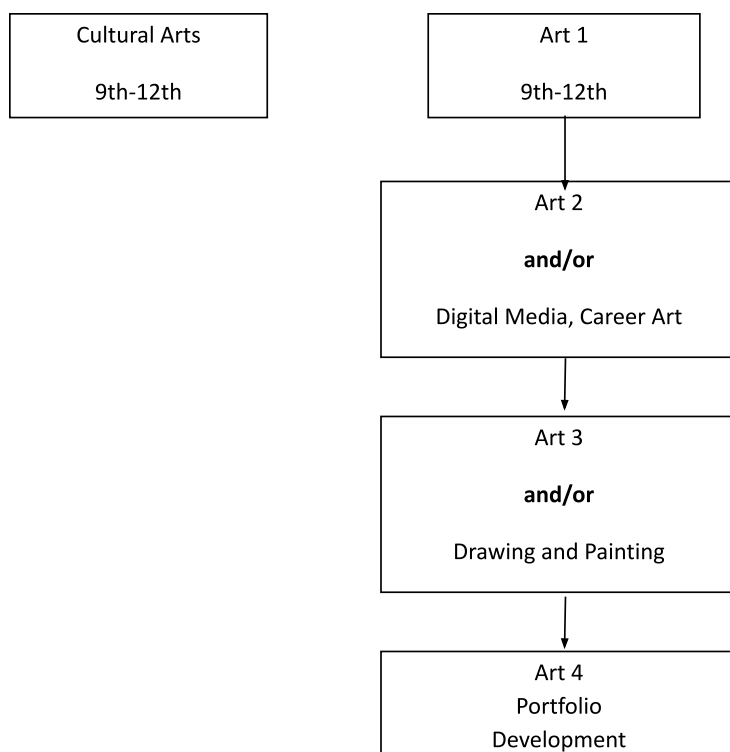 Cultural Arts
9th-12th
Art 1
9th-12th
Art 2
and/or
Digital Media, Career Art
Art 3
and/or
Drawing and Painting
Art 4
Portfolio
Development